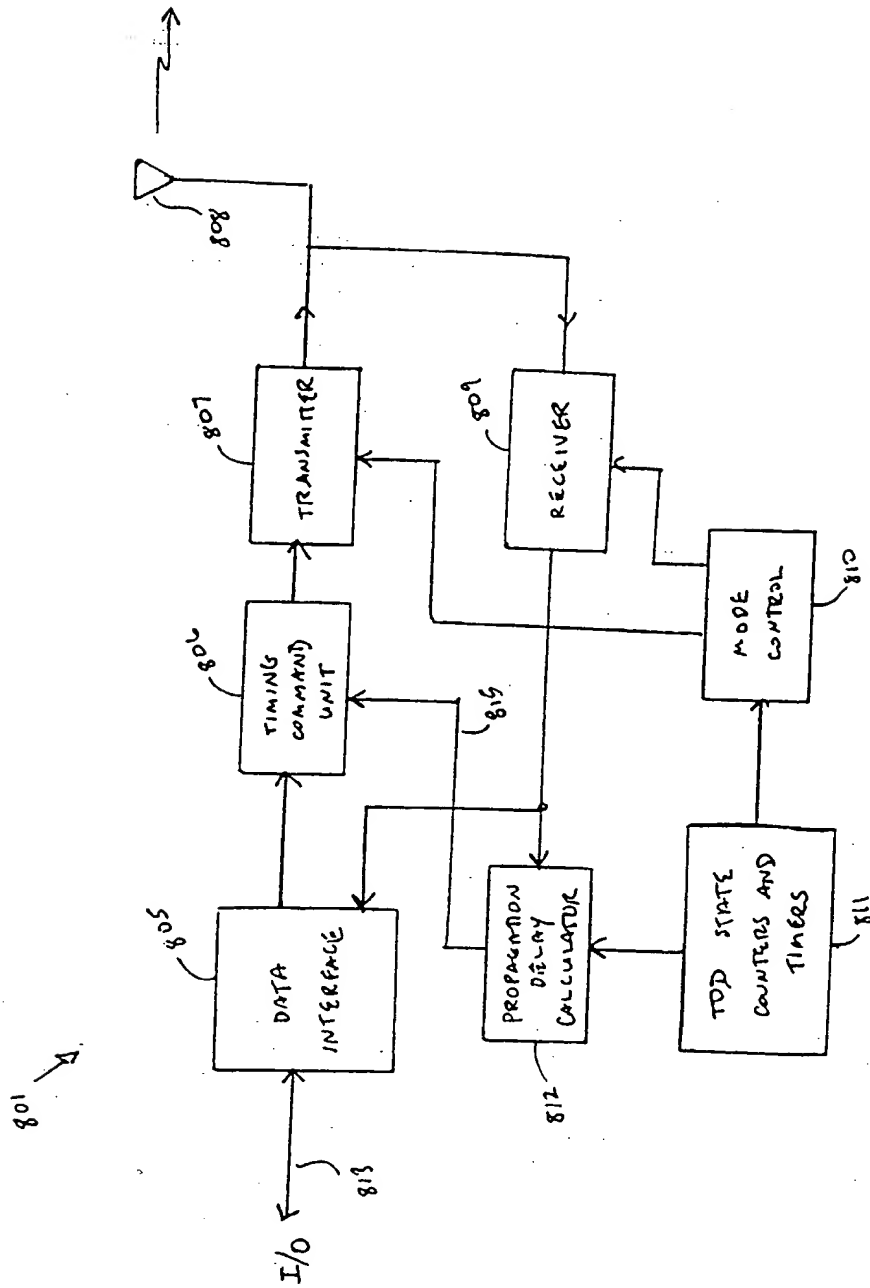 801
I/O
813
805
DATA
INTERFACE
806
TIMING
COMMAND
UNIT
807
TRANSMITTER
808
815
809
RECEIVER
812
PROPAGATION
DELAY
CALCULATOR
TDD STATE
COUNTERS AND
TIMERS
811
MODE
CONTROL
810